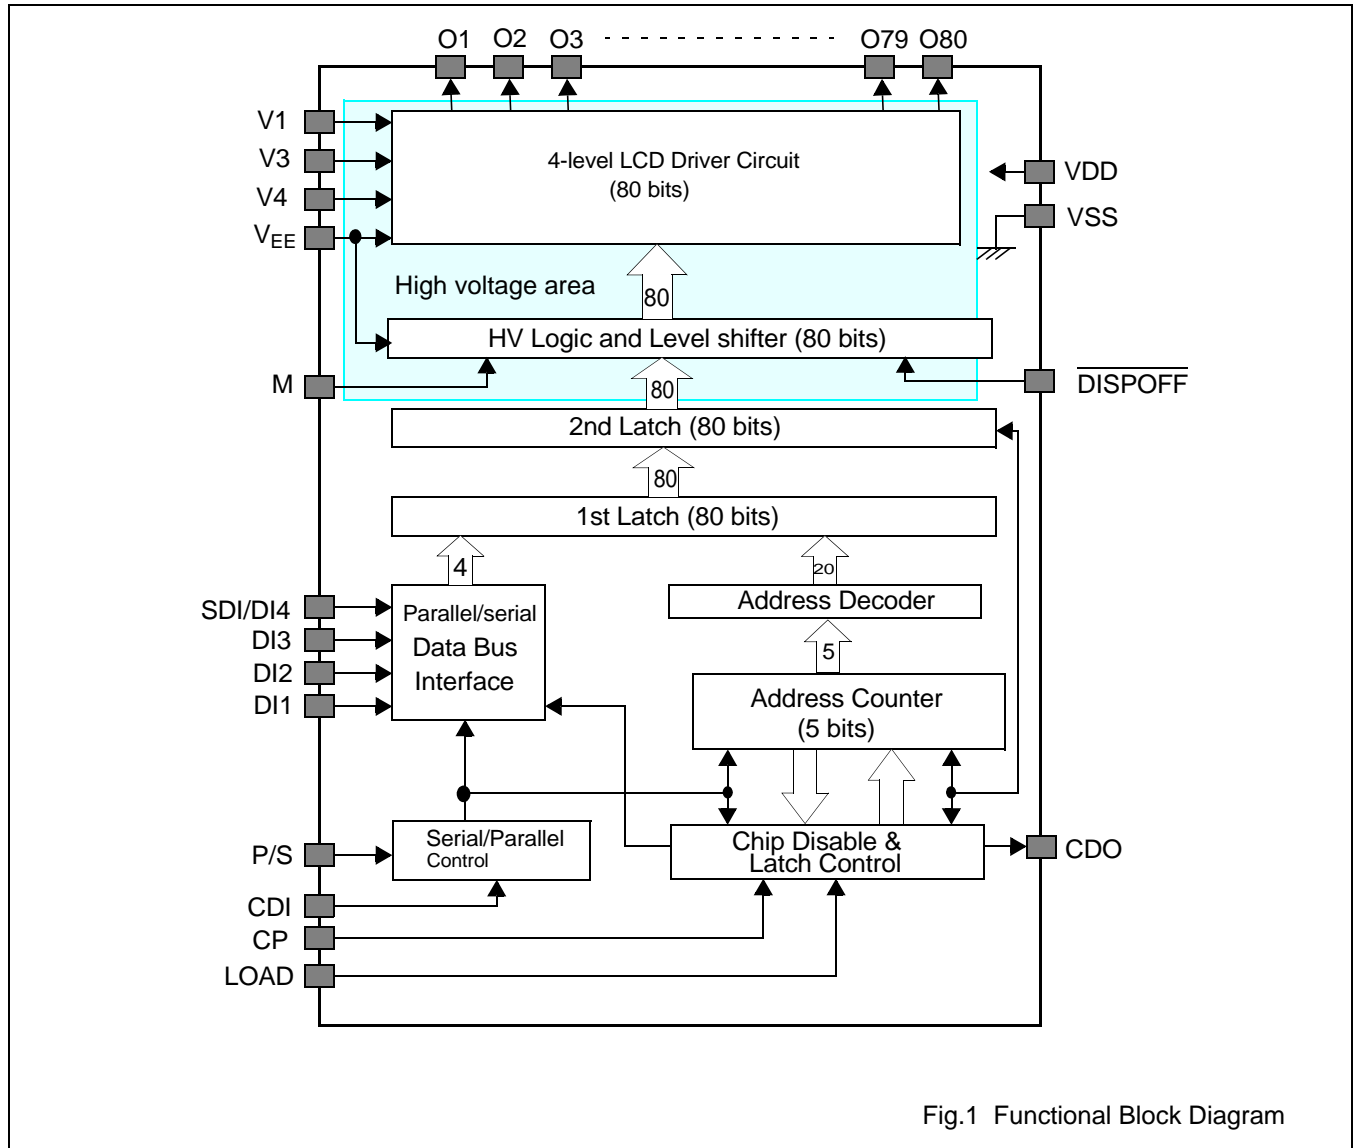 O1 O2 O3 O79 O80
V1
V3
V4
VEE
4-level LCD Driver Circuit
(80 bits)
VDD
VSS
High voltage area
80
HV Logic and Level shifter (80 bits)
M
DISPOFF
80
2nd Latch (80 bits)
80
1st Latch (80 bits)
4
20
SDI/DI4
DI3
DI2
DI1
Parallel/serial
Data Bus
Interface
Address Decoder
5
Address Counter
(5 bits)
P/S
CDI
CP
LOAD
Serial/Parallel
Control
Chip Disable &
Latch Control
CDO
Fig.1 Functional Block Diagram